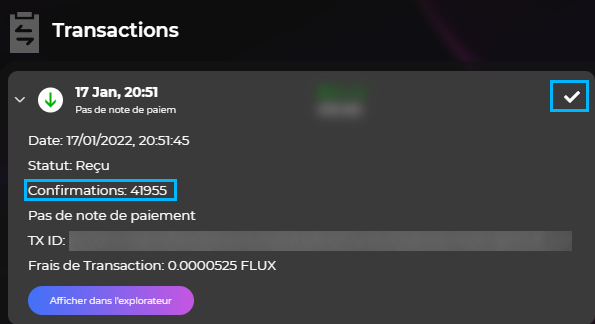 Transactions
17 Jan, 20:51
Pas de note de paiem
Date: 17/01/2022, 20:51:45
Statut: Reçu
Confirmations: 41955
Pas de note de paiement
TX ID:
Frais de Transaction: 0.0000525 FLUX
Afficher dans l'explorateur